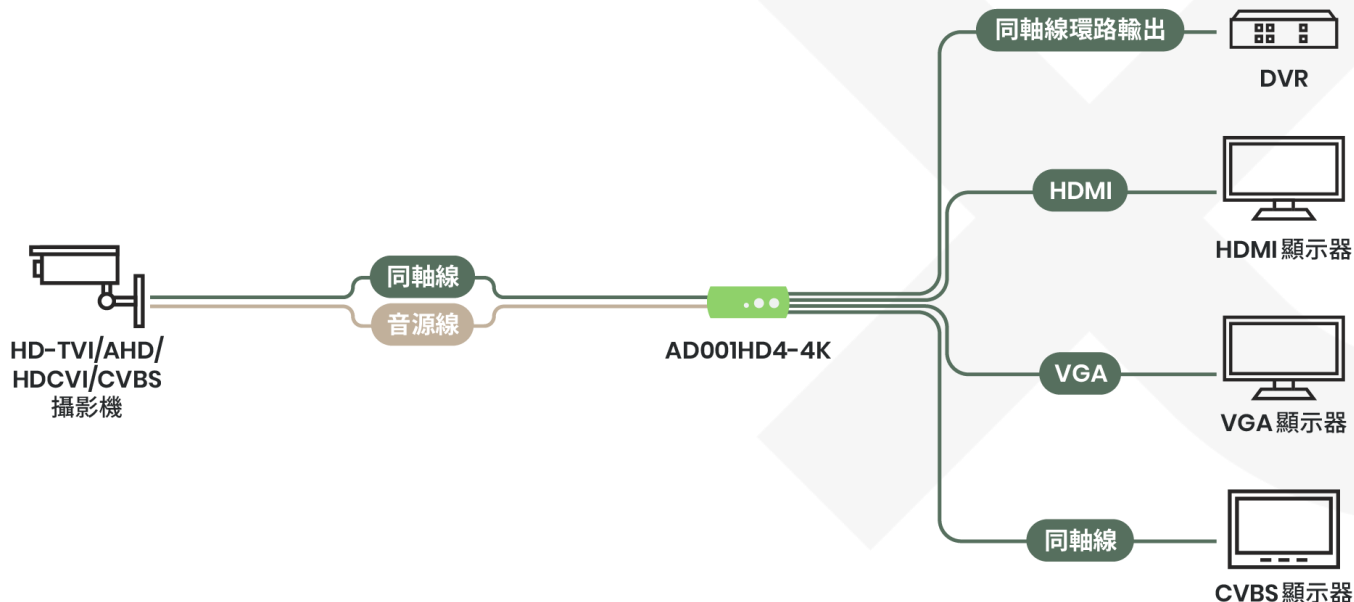 同軸線環路輸出
DVR
HDMI
HDMI 顯示器
同軸線
音源線
HD-TVI/AHD/
HDCVI/CVBS
攝影機
AD001HD4-4K
VGA
VGA 顯示器
同軸線
CVBS 顯示器